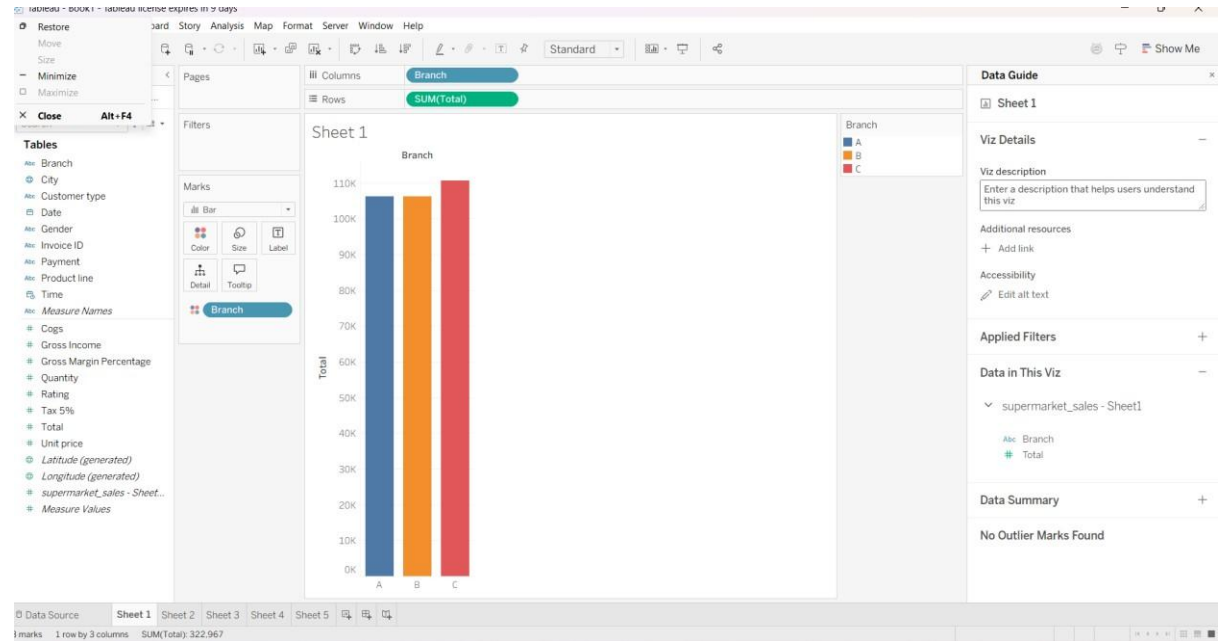 Tableau - Book1 - Tableau license expires in 9 days
Restore
Move
Size
Minimize
Maximize
Close Alt+F4
oard Story Analysis Map Format Server Window Help
Standard
Show Me
Tables
Branch
City
Customer type
Date
Gender
Invoice ID
Payment
Product line
Time
Measure Names
Cogs
Gross Income
Gross Margin Percentage
Quantity
Rating
Tax 5%
Total
Unit price
Latitude (generated)
Longitude (generated)
supermarket_sales - Sheet...
Measure Values
Pages
Filters
Marks
Bar
Color Size Label
Detail Tooltip
Branch
Columns Branch
Rows SUM(Total)
Sheet 1
Branch
110K
100K
90K
80K
70K
60K
50K
40K
30K
20K
10K
0K
Total
A B C
Branch
A
B
C
Data Guide
Sheet 1
Viz Details
Viz description
Enter a description that helps users understand
this viz
Additional resources
Add link
Accessibility
Edit alt text
Applied Filters
Data in This Viz
supermarket_sales - Sheet1
Abc Branch
# Total
Data Summary
No Outlier Marks Found
Data Source Sheet 1 Sheet 2 Sheet 3 Sheet 4 Sheet 5
marks 1 row by 3 columns SUM(Total): 322.967